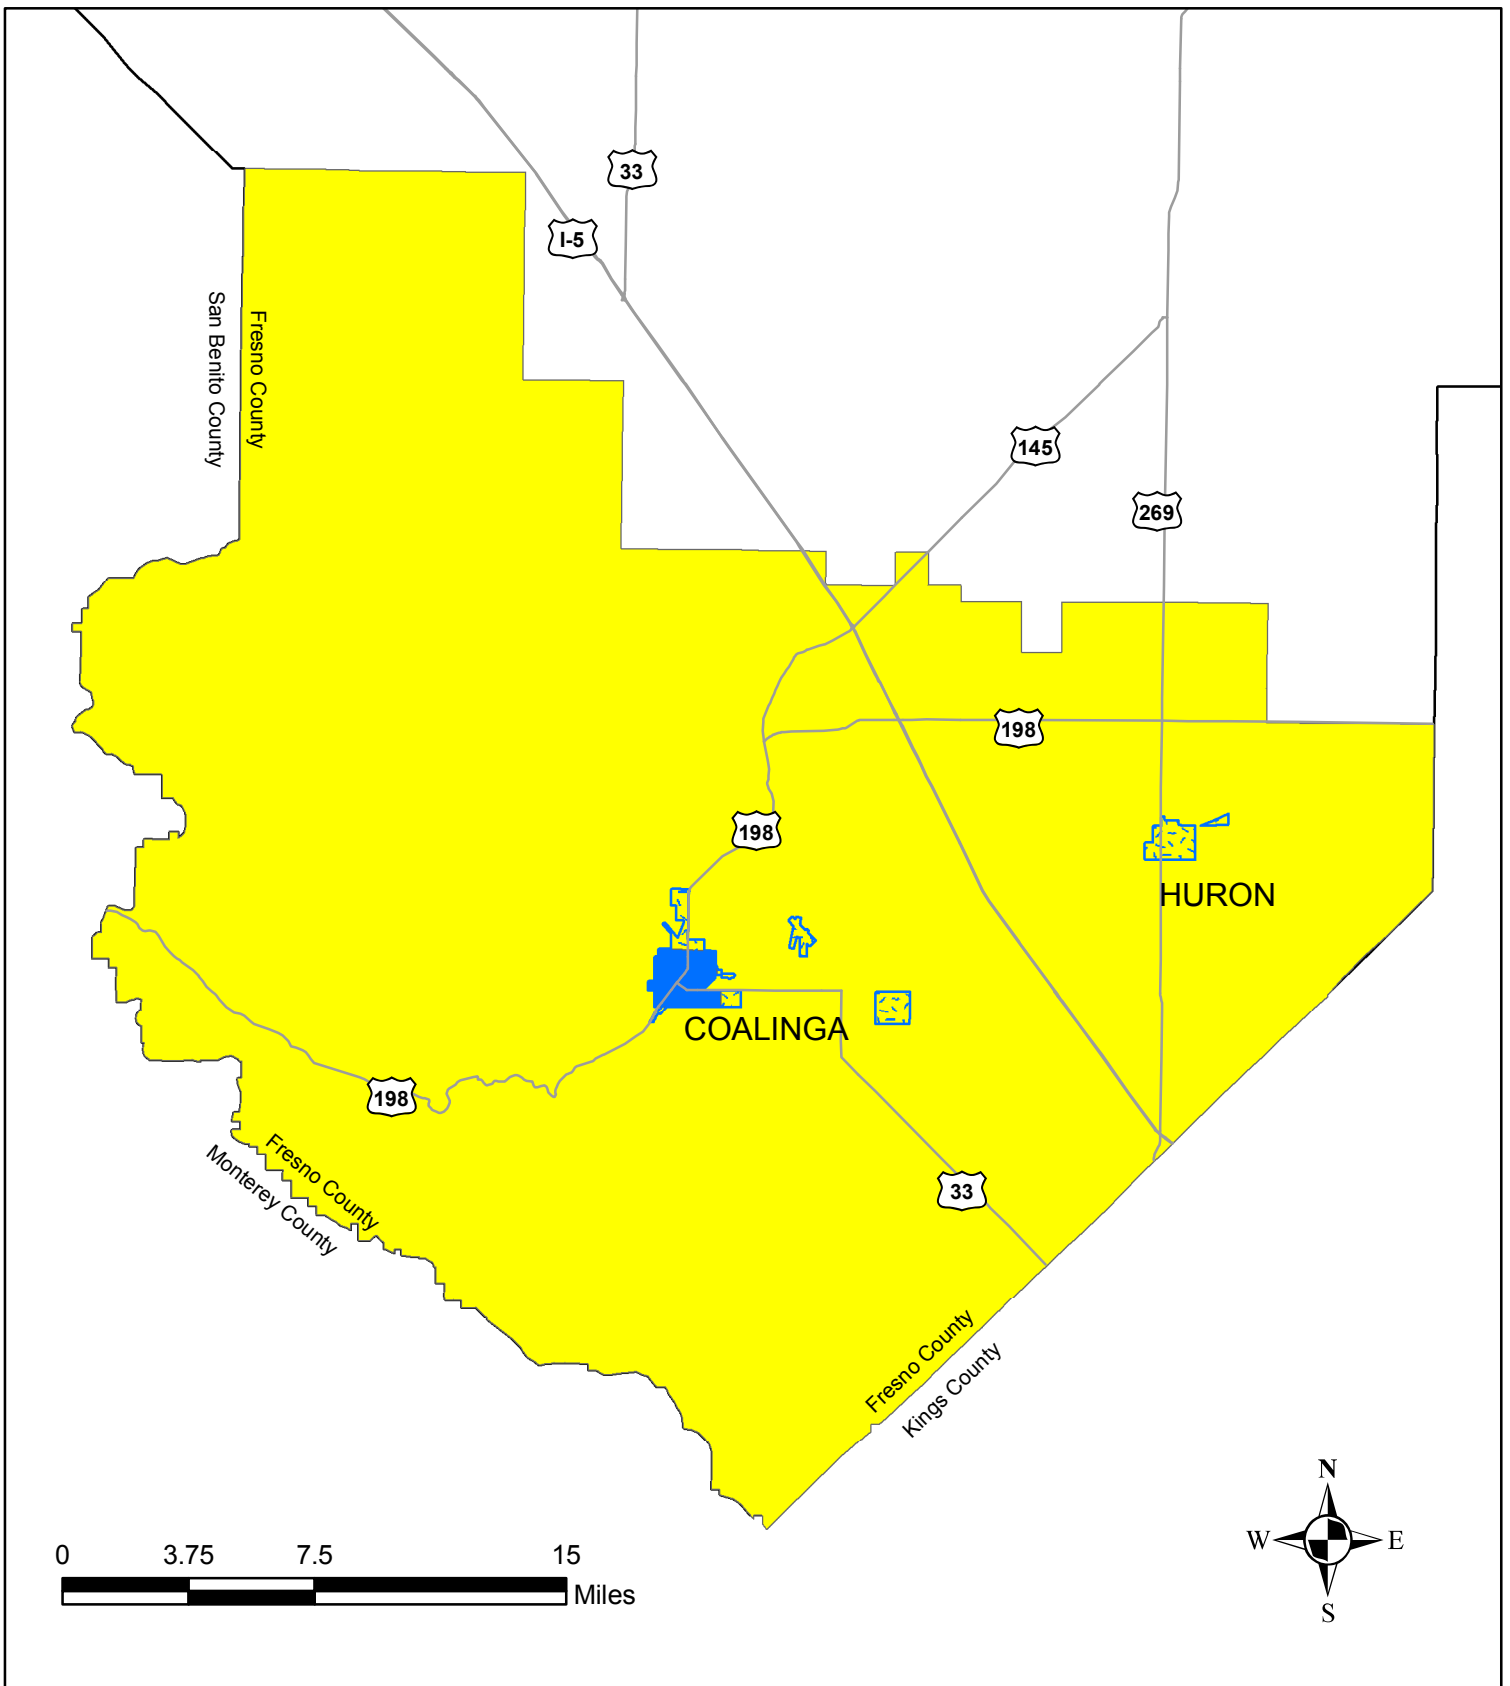 33
I-5
Fresno County
San Benito County
145
269
198
198
HURON
COALINGA
198
Fresno County
Monterey County
33
Fresno County
Kings County
N
W
E
S
0 3.75 7.5 15
Miles